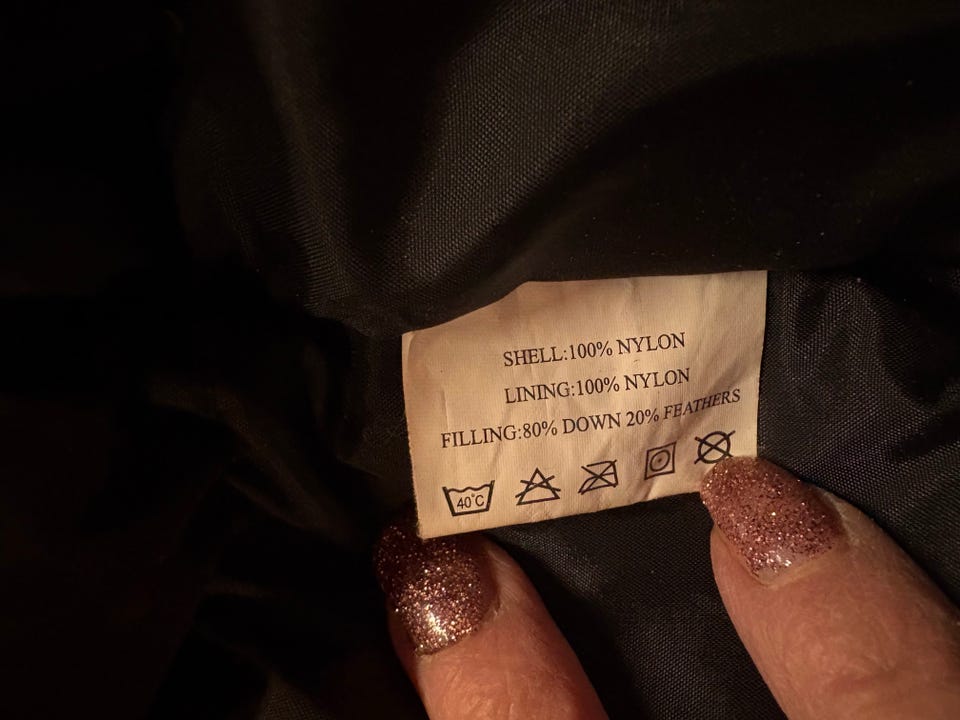 SHELL:100% NYLON
LINING:100% NYLON
FILLING:80% DOWN 20% FEATHERS
40°C